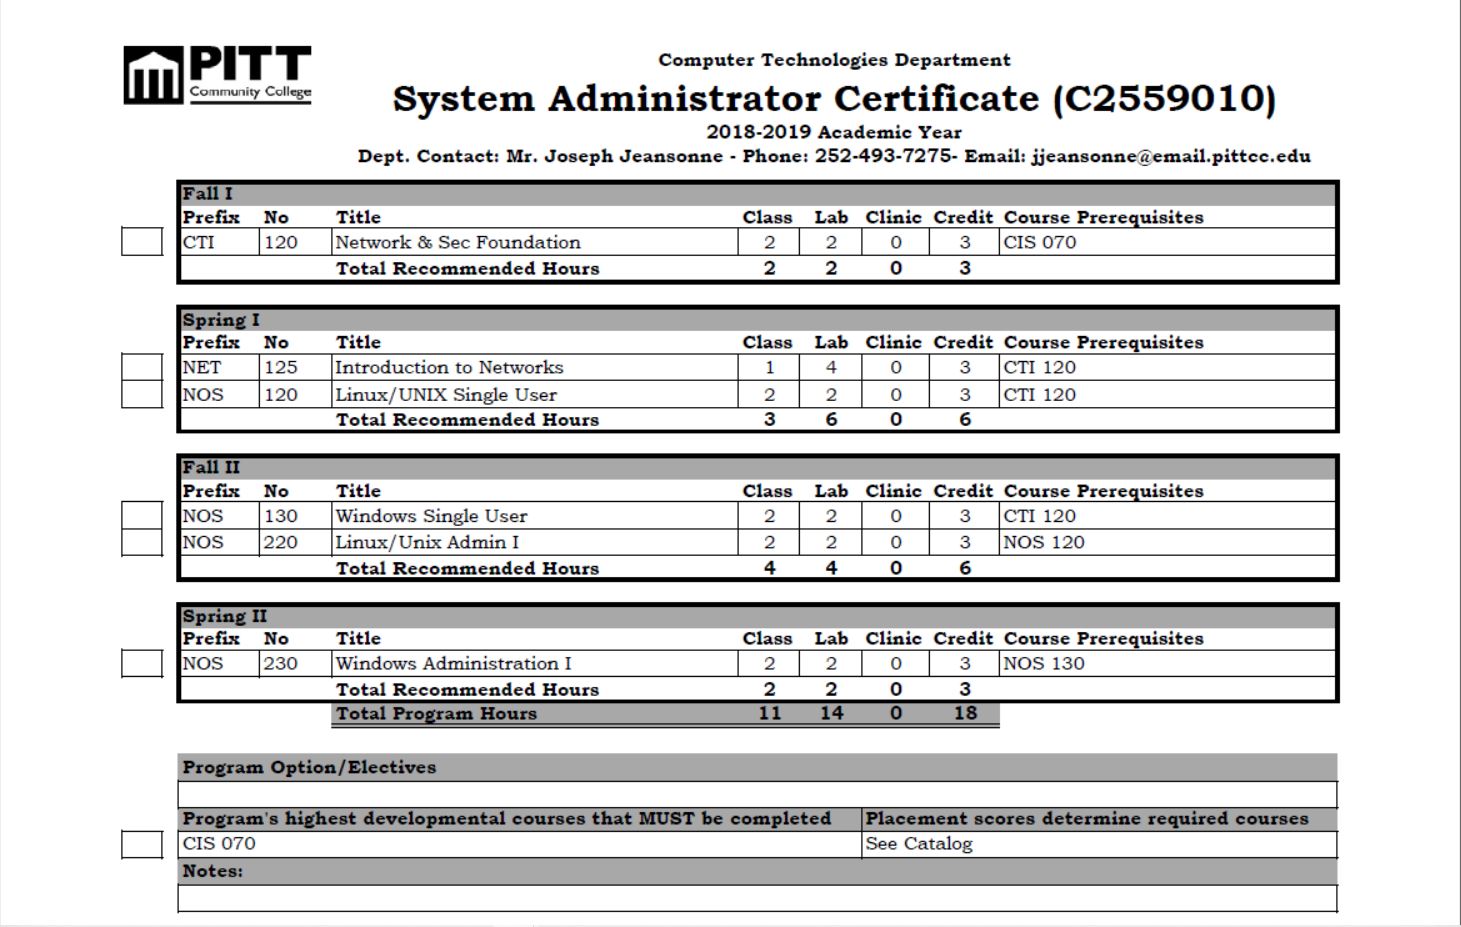 PITT
Community College
Computer Technologies Department
System Administrator Certificate (C2559010)
2018-2019 Academic Year
Dept. Contact: Mr. Joseph Jeansonne - Phone: 252-493-7275- Email: jjeansonne@email.pittcc.edu
Fall I
Prefix No Title Class Lab Clinic Credit Course Prerequisites
CTI 120 Network & Sec Foundation 2 2 0 3 CIS 070
Total Recommended Hours 2 2 0 3
Spring I
Prefix No Title Class Lab Clinic Credit Course Prerequisites
NET 125 Introduction to Networks 1 4 0 3 CTI 120
NOS 120 Linux/UNIX Single User 2 2 0 3 CTI 120
Total Recommended Hours 3 6 0 6
Fall II
Prefix No Title Class Lab Clinic Credit Course Prerequisites
NOS 130 Windows Single User 2 2 0 3 CTI 120
NOS 220 Linux/Unix Admin I 2 2 0 3 NOS 120
Total Recommended Hours 4 4 0 6
Spring II
Prefix No Title Class Lab Clinic Credit Course Prerequisites
NOS 230 Windows Administration I 2 2 0 3 NOS 130
Total Recommended Hours 2 2 0 3
Total Program Hours 11 14 0 18
Program Option/Electives
Program's highest developmental courses that MUST be completed Placement scores determine required courses
CIS 070 See Catalog
Notes: